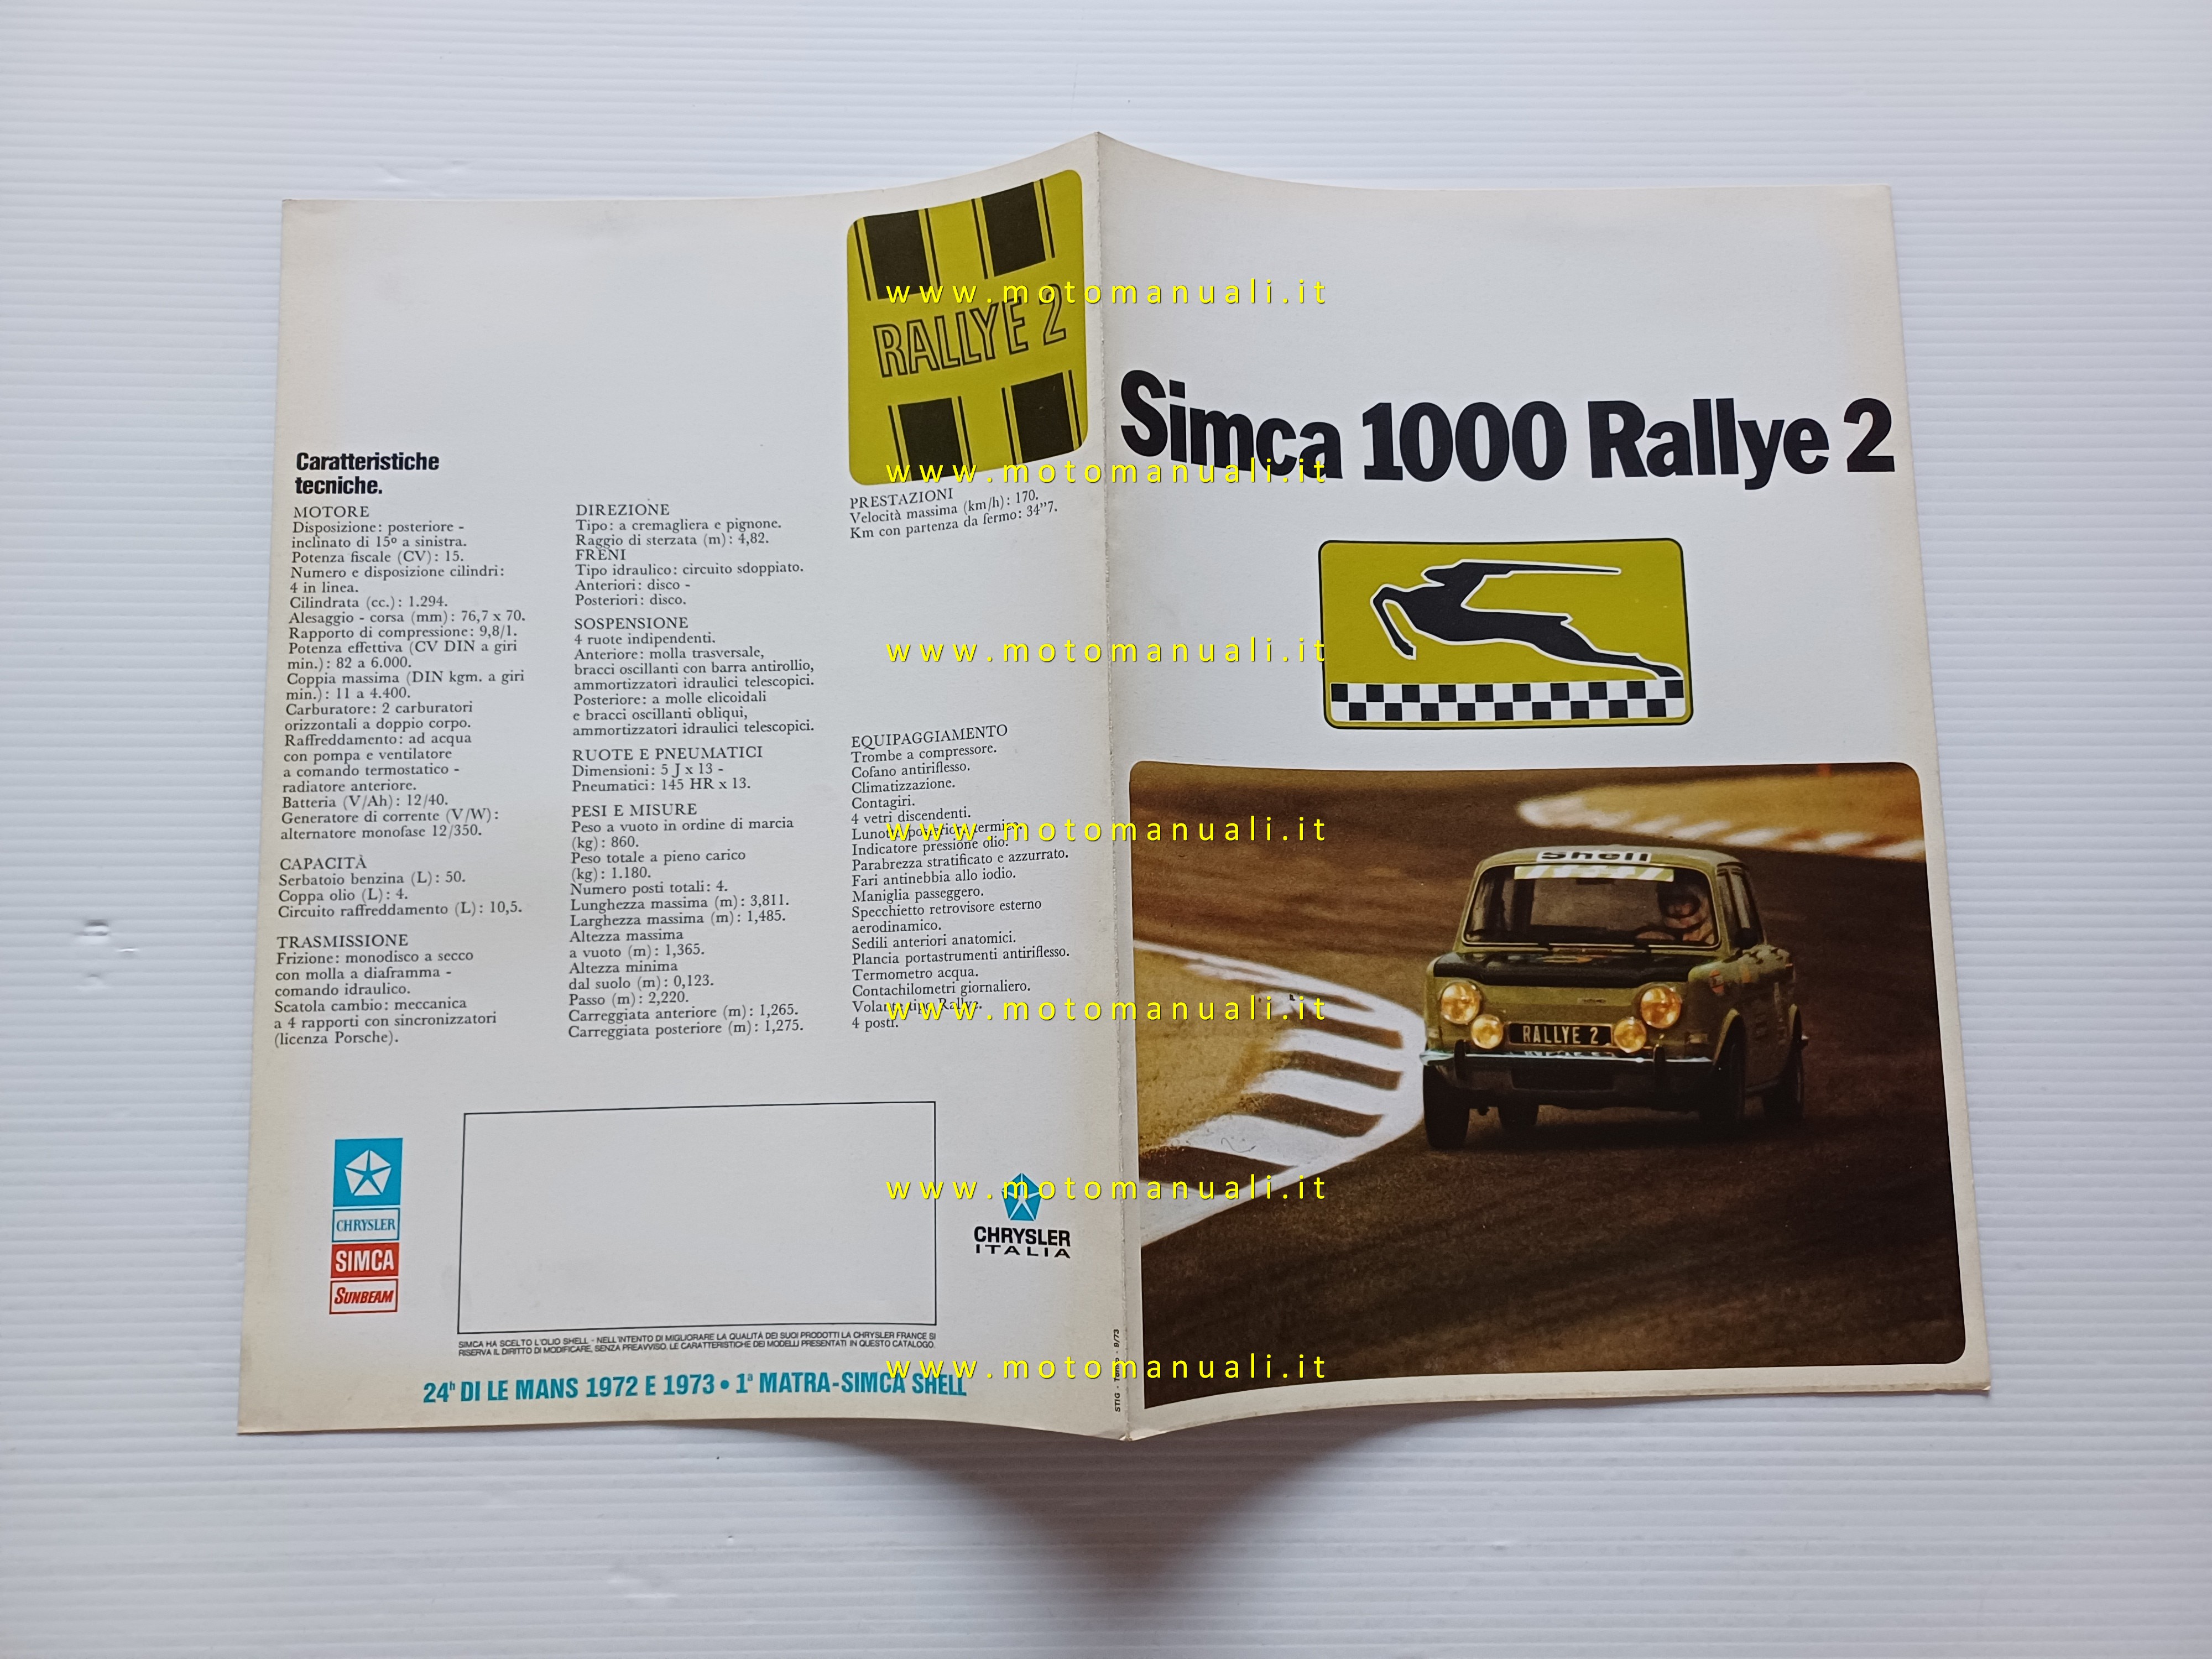 RALLYE 2
Caratteristiche
tecniche.
MOTORE
Disposizione: posteriore -
inclinato di 15º a sinistra.
Potenza fiscale (CV): 15.
Numero e disposizione cilindri:
4 in linea.
Cilindrata (cc.): 1.294.
Alesaggio - corsa (mm): 76,7 x 70.
Rapporto di compressione: 9,8/1.
Potenza effettiva (CV DIN a giri
min.): 82 a 6.000.
Coppia massima (DIN kgm. a giri
min.): 11 a 4.400.
Carburatore: 2 carburatori
orizzontali a doppio corpo.
Raffreddamento: ad acqua
con pompa e ventilatore
a comando termostatico -
radiatore anteriore.
Batteria (V/Ah): 12/40.
Generatore di corrente (V/W):
alternatore monofase 12/350.
CAPACITÀ
Serbatoio benzina (L): 50.
Coppa olio (L): 4.
Circuito raffreddamento (L): 10,5.
TRASMISSIONE
Frizione: monodisco a secco
con molla a diaframma -
comando idraulico.
Scatola cambio: meccanica
a 4 rapporti con sincronizzatori
(licenza Porsche).
DIREZIONE
Tipo: a cremagliera e pignone.
Raggio di sterzata (m): 4,82.
FRENI
Tipo idraulico: circuito sdoppiato.
Anteriori: disco -
Posteriori: disco.
SOSPENSIONE
4 ruote indipendenti.
Anteriore: molla trasversale,
bracci oscillanti con barra antirollio,
ammortizzatori idraulici telescopici.
Posteriore: a molle elicoidali
e bracci oscillanti obliqui,
ammortizzatori idraulici telescopici.
RUOTE E PNEUMATICI
Dimensioni: 5 J x 13 -
Pneumatici: 145 HR x 13.
PESI E MISURE
Peso a vuoto in ordine di marcia
(kg): 860.
Peso totale a pieno carico
(kg): 1.180.
Numero posti totali: 4.
Lunghezza massima (m): 3,811.
Larghezza massima (m): 1,485.
Altezza massima
a vuoto (m): 1,365.
Altezza minima
dal suolo (m): 0,123.
Passo (m): 2,220.
Carreggiata anteriore (m): 1,265.
Carreggiata posteriore (m): 1,275.
PRESTAZIONI
Velocità massima (km/h): 170.
Km con partenza da fermo: 34"7.
EQUIPAGGIAMENTO
Trombe a compressore.
Cofano antiriflesso.
Climatizzazione.
Contagiri.
4 vetri discendenti.
Lunotto posteriore termico.
Indicatore pressione olio.
Parabrezza stratificato e azzurrato.
Fari antinebbia allo iodio.
Maniglia passeggero.
Specchietto retrovisore esterno
aerodinamico.
Sedili anteriori anatomici.
Plancia portastrumenti antiriflesso.
Termometro acqua.
Contachilometri giornaliero.
Volante tipo Rallye.
4 posti.
CHRYSLER
SIMCA
SUNBEAM
CHRYSLER
ITALIA
SIMCA HA SCELTO L'OLIO SHELL - NELL'INTENTO DI MIGLIORARE LA QUALITÀ DEI SUOI PRODOTTI LA CHRYSLER FRANCE SI
RISERVA IL DIRITTO DI MODIFICARE, SENZA PREAVVISO, LE CARATTERISTICHE DEI MODELLI PRESENTATI IN QUESTO CATALOGO.
24h DI LE MANS 1972 E 1973 • 1a MATRA-SIMCA SHELL
Simca 1000 Rallye 2
Shell
RALLYE 2
STIG - 9/73
www.motomanuali.it
www.motomanuali.it
www.motomanuali.it
www.motomanuali.it
www.motomanuali.it
www.motomanuali.it
www.motomanuali.it